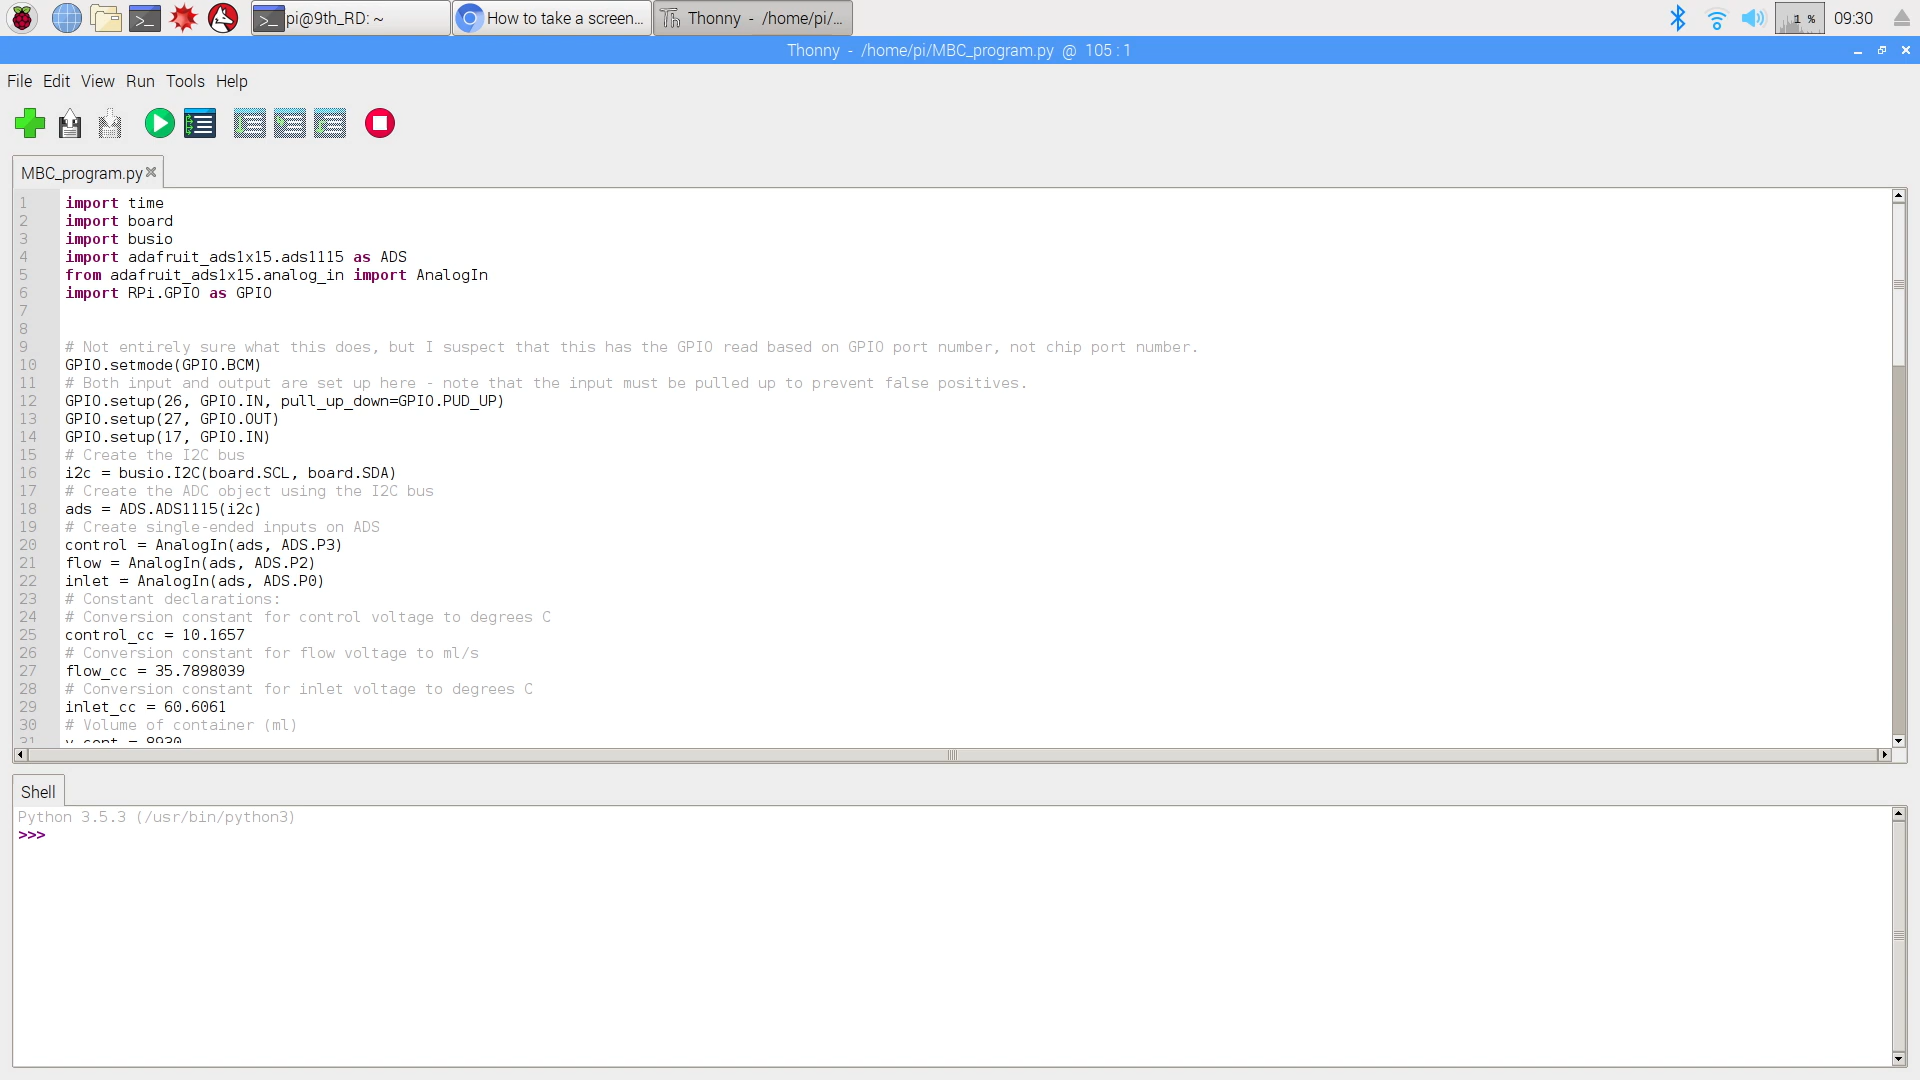 pi@9th_RD: ~
How to take a screen...
Thonny - /home/pi/...
1 %
09:30
Thonny - /home/pi/MBC_program.py @ 105 : 1
File Edit View Run Tools Help
MBC_program.py
1 import time
2 import board
3 import busio
4 import adafruit_ads1x15.ads1115 as ADS
5 from adafruit_ads1x15.analog_in import AnalogIn
6 import RPi.GPIO as GPIO
7
8
9 # Not entirely sure what this does, but I suspect that this has the GPIO read based on GPIO port number, not chip port number.
10 GPIO.setmode(GPIO.BCM)
11 # Both input and output are set up here - note that the input must be pulled up to prevent false positives.
12 GPIO.setup(26, GPIO.IN, pull_up_down=GPIO.PUD_UP)
13 GPIO.setup(27, GPIO.OUT)
14 GPIO.setup(17, GPIO.IN)
15 # Create the I2C bus
16 i2c = busio.I2C(board.SCL, board.SDA)
17 # Create the ADC object using the I2C bus
18 ads = ADS.ADS1115(i2c)
19 # Create single-ended inputs on ADS
20 control = AnalogIn(ads, ADS.P3)
21 flow = AnalogIn(ads, ADS.P2)
22 inlet = AnalogIn(ads, ADS.P0)
23 # Constant declarations:
24 # Conversion constant for control voltage to degrees C
25 control_cc = 10.1657
26 # Conversion constant for flow voltage to ml/s
27 flow_cc = 35.7898039
28 # Conversion constant for inlet voltage to degrees C
29 inlet_cc = 60.6061
30 # Volume of container (ml)
31 v_cont = 8930
Shell
Python 3.5.3 (/usr/bin/python3)
>>>